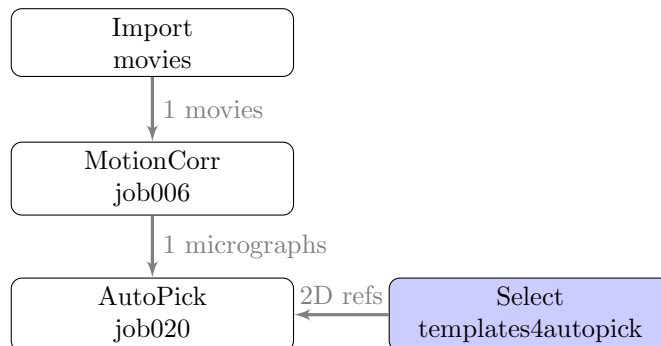 Import
movies
1 movies
MotionCorr
job006
1 micrographs
AutoPick
job020
2D refs
Select
templates4autopick